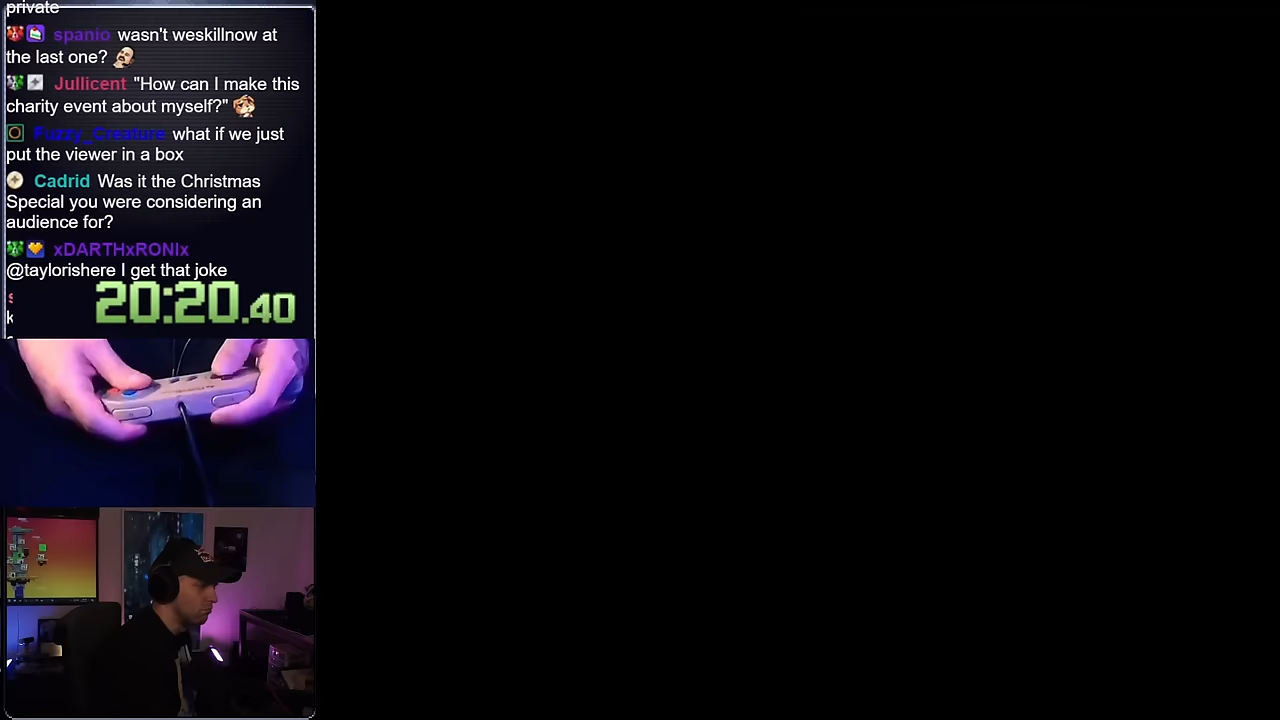 private
spanio wasn't weskillnow at
the last one?
Jullicent "How can I make this
charity event about myself?"
Fuzzy_Creature what if we just
put the viewer in a box
Cadrid Was it the Christmas
Special you were considering an
audience for?
xDARTHxRONIx
@taylorishere I get that joke
20:20.40